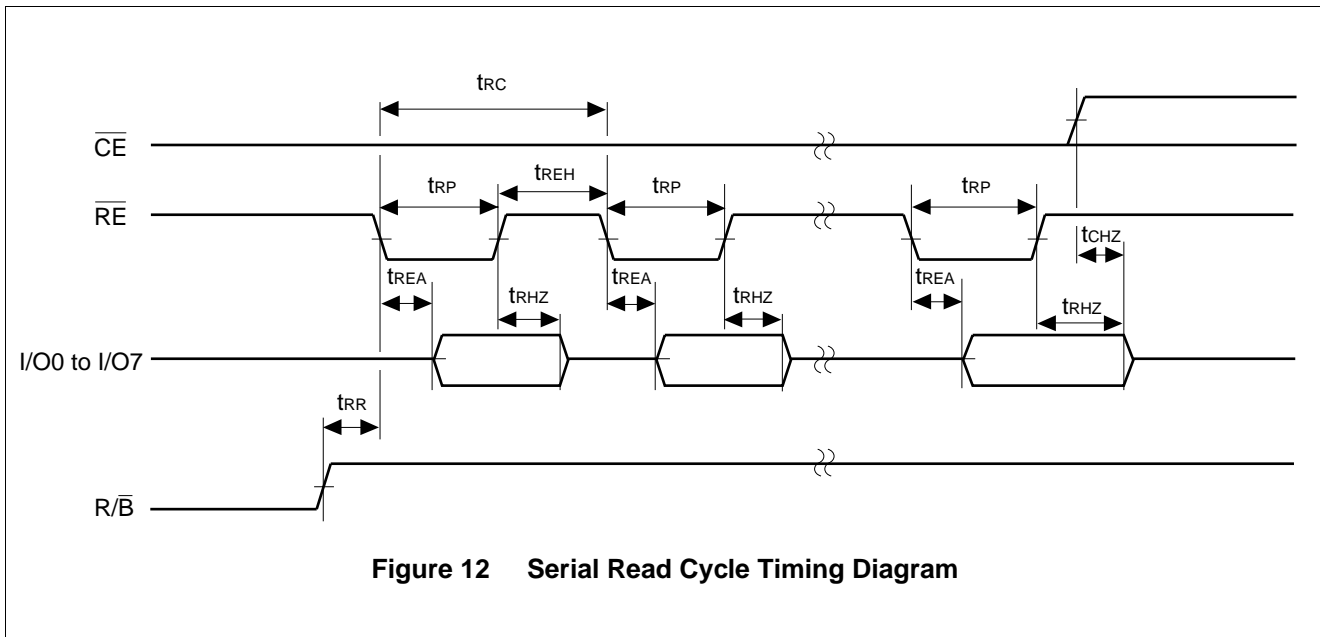 tRC
CE
tRP tREH tRP tRP
RE
tCHZ
tREA tREA tREA
tRHZ tRHZ tRHZ
I/O0 to I/O7
tRR
R/B
Figure 12 Serial Read Cycle Timing Diagram